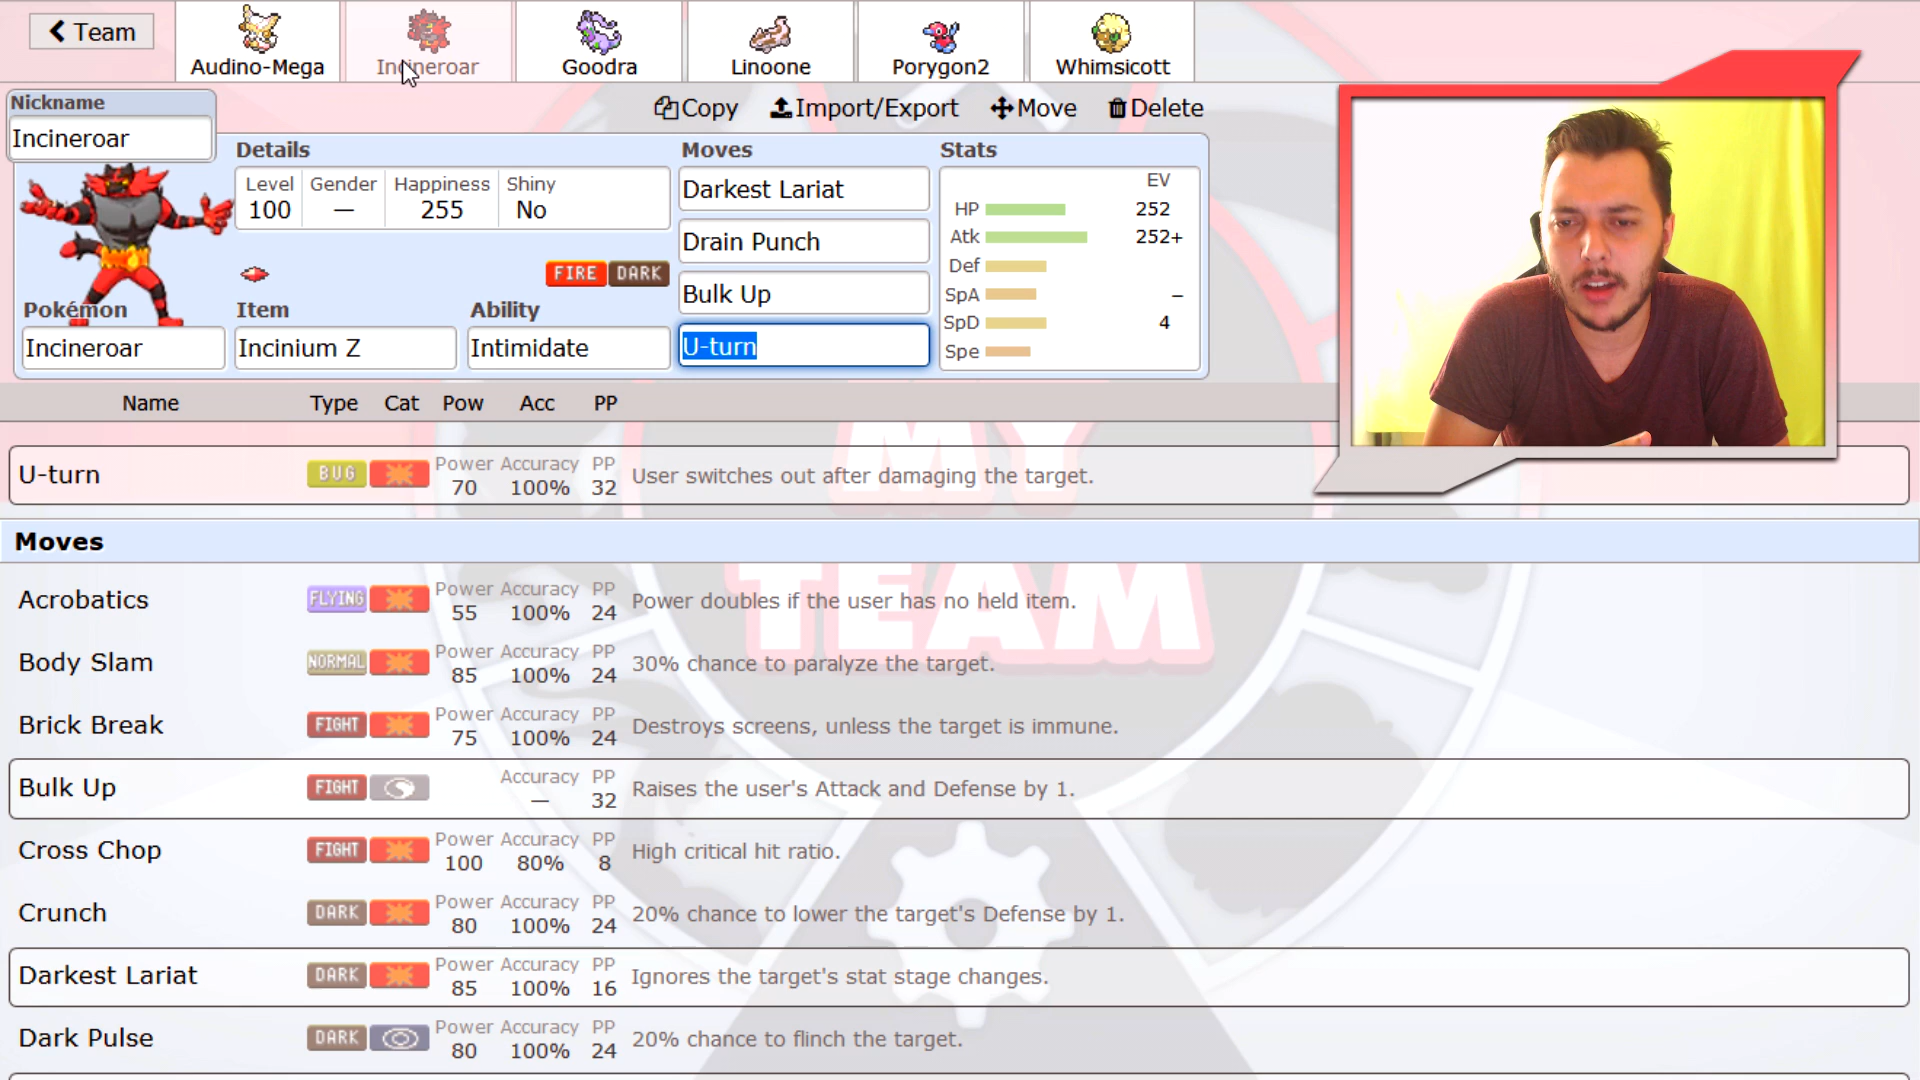 Team
Audino-Mega
Incineroar
Goodra
Linoone
Porygon2
Whimsicott
Nickname
Incineroar
Copy
Import/Export
Move
Delete
Details
Level Gender Happiness Shiny
100 — 255 No
FIRE DARK
Pokémon
Incineroar
Item
Incinium Z
Ability
Intimidate
Moves
Darkest Lariat
Drain Punch
Bulk Up
U-turn
Stats
EV
HP 252
Atk 252+
Def
SpA –
SpD 4
Spe
Name Type Cat Pow Acc PP
U-turn BUG Power 70 Accuracy 100% PP 32 User switches out after damaging the target.
Moves
Acrobatics FLYING Power 55 Accuracy 100% PP 24 Power doubles if the user has no held item.
Body Slam NORMAL Power 85 Accuracy 100% PP 24 30% chance to paralyze the target.
Brick Break FIGHT Power 75 Accuracy 100% PP 24 Destroys screens, unless the target is immune.
Bulk Up FIGHT Accuracy — PP 32 Raises the user's Attack and Defense by 1.
Cross Chop FIGHT Power 100 Accuracy 80% PP 8 High critical hit ratio.
Crunch DARK Power 80 Accuracy 100% PP 24 20% chance to lower the target's Defense by 1.
Darkest Lariat DARK Power 85 Accuracy 100% PP 16 Ignores the target's stat stage changes.
Dark Pulse DARK Power 80 Accuracy 100% PP 24 20% chance to flinch the target.
MY
TEAM